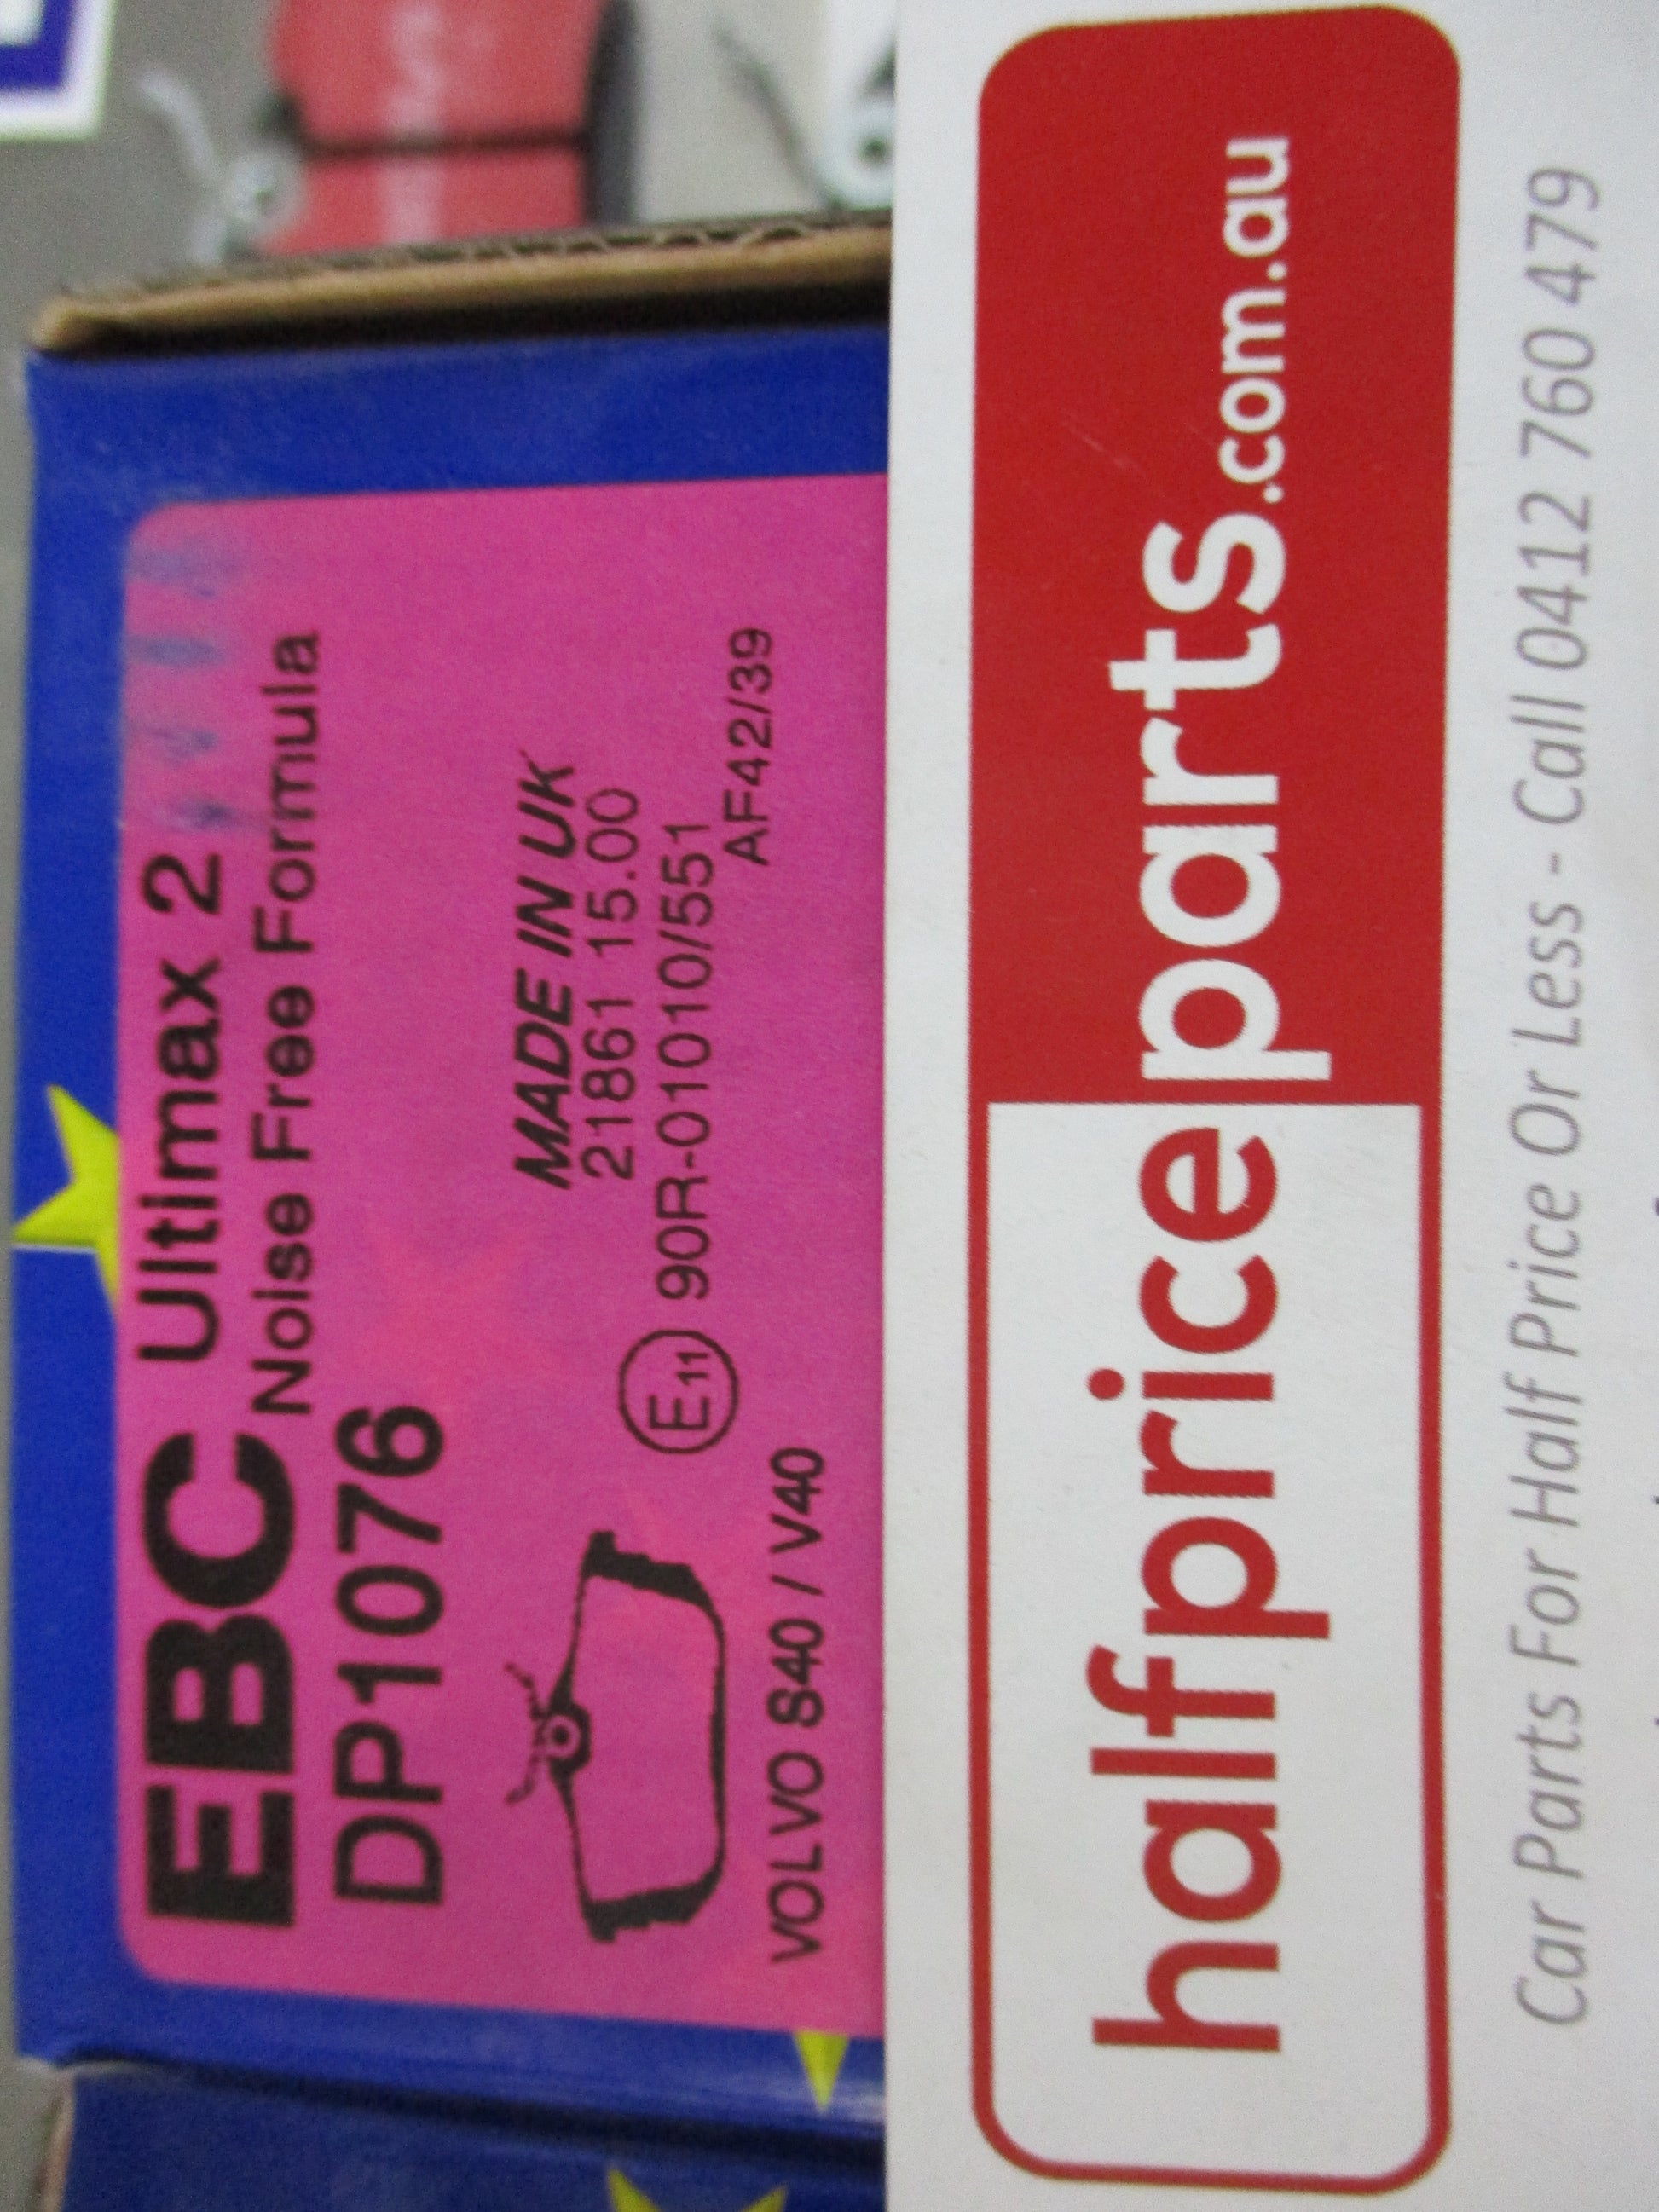 EBC Ultimax 2
Noise Free Formula
DP1076
MADE IN UK
21861 15.00
E11 90R-01010/551
AF42/39
VOLVO S40 / V40
halfpriceparts.com.au
Car Parts For Half Price Or Less - Call 0412 760 479